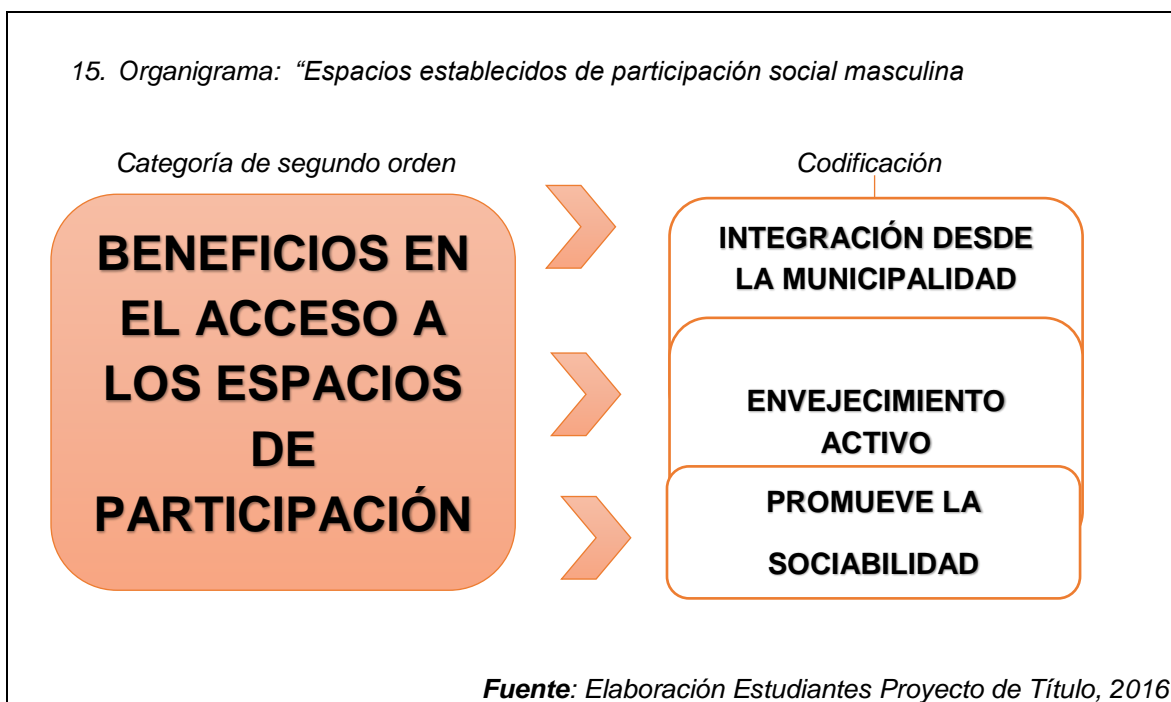 15. Organigrama: “Espacios establecidos de participación social masculina
Categoría de segundo orden
Codificación
BENEFICIOS EN
EL ACCESO A
LOS ESPACIOS
DE
PARTICIPACIÓN
INTEGRACIÓN DESDE
LA MUNICIPALIDAD
ENVEJECIMIENTO
ACTIVO
PROMUEVE LA
SOCIABILIDAD
Fuente: Elaboración Estudiantes Proyecto de Título, 2016